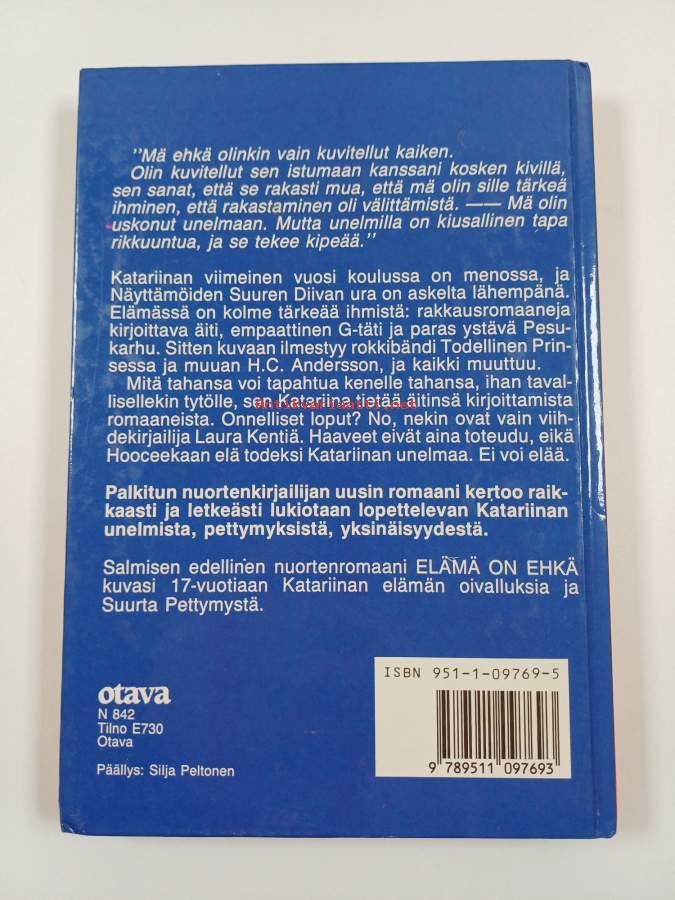 "Mä ehkä olinkin vain kuvitellut kaiken.
Olin kuvitellut sen istumaan kanssani kosken kivillä,
sen sanat, että se rakasti mua, että mä olin sille tärkeä
ihminen, että rakastaminen oli välittämistä. —— Mä olin
uskonut unelmaan. Mutta unelmilla on kiusallinen tapa
rikkuuntua, ja se tekee kipeää."
Katariinan viimeinen vuosi koulussa on menossa, ja
Näyttämöiden Suuren Diivan ura on askelta lähempänä.
Elämässä on kolme tärkeää ihmistä: rakkausromaaneja
kirjoittava äiti, empaattinen G-täti ja paras ystävä Pesu-
karhu. Sitten kuvaan ilmestyy rokkibändi Todellinen Prin-
sessa ja muuan H.C. Andersson, ja kaikki muuttuu.
Mitä tahansa voi tapahtua kenelle tahansa, ihan taval-
lisellekin tytölle, sen Katariina tietää äitinsä kirjoittamista
Antikvariaatti.net
romaaneista. Onnelliset loput? No, nekin ovat vain viih-
dekirjailija Laura Kentiä. Haaveet eivät aina toteudu, eikä
Hooceekaan elä todeksi Katariinan unelmaa. Ei voi elää.
Palkitun nuortenkirjailijan uusin romaani kertoo raik-
kaasti ja letkeästi lukiotaan lopettelevan Katariinan
unelmista, pettymyksistä, yksinäisyydestä.
Salmisen edellinen nuortenromaani ELÄMÄ ON EHKÄ
kuvasi 17-vuotiaan Katariinan elämän oivalluksia ja
Suurta Pettymystä.
ISBN 951-1-09769-5
otava
N 842
Tilno E730
Otava
Päällys: Silja Peltonen
9 789511 097693